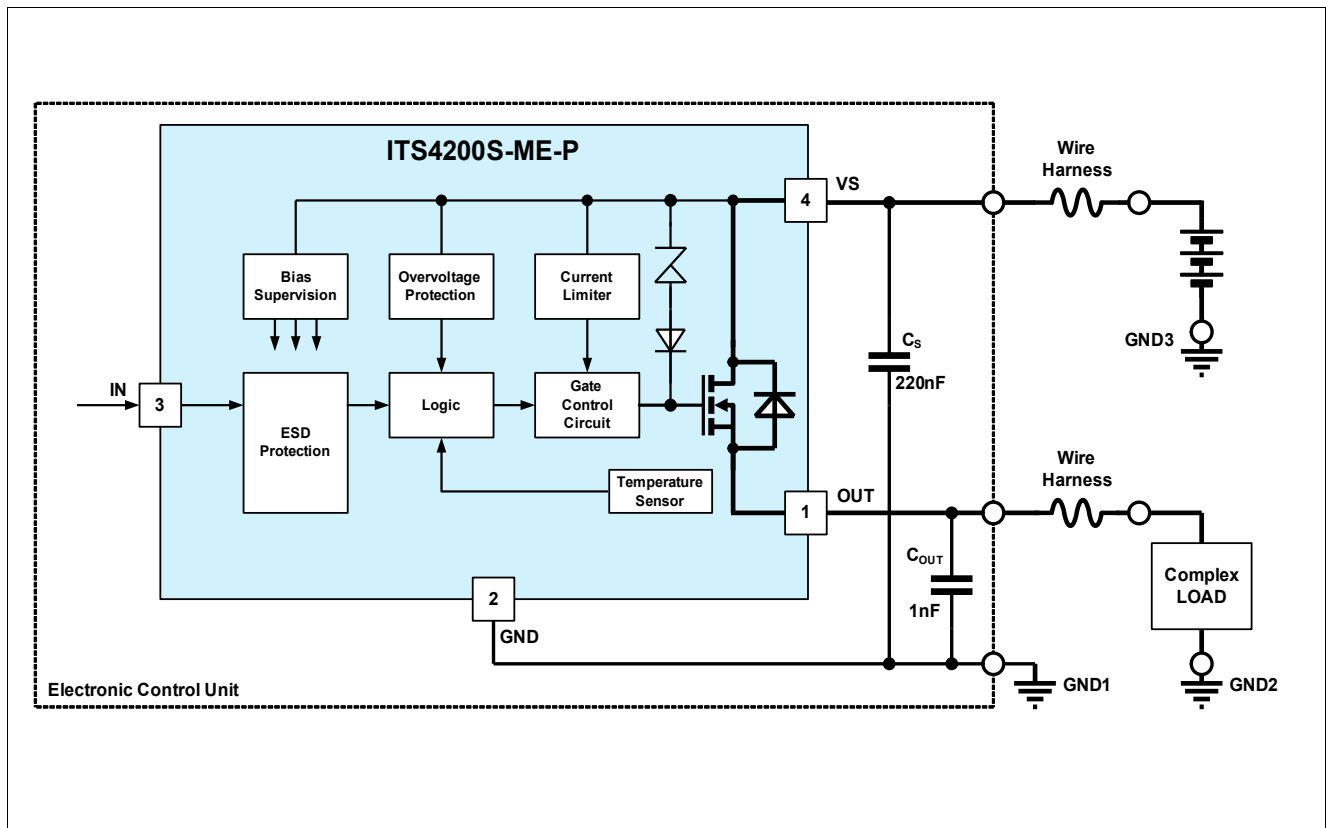 ITS4200S-ME-P
VS
4
Wire
Harness
Bias
Supervision
Overvoltage
Protection
Current
Limiter
GND3
CS
220nF
IN
3
ESD
Protection
Logic
Gate
Control
Circuit
Temperature
Sensor
OUT
1
Wire
Harness
COUT
1nF
Complex
LOAD
2
GND
Electronic Control Unit
GND1
GND2